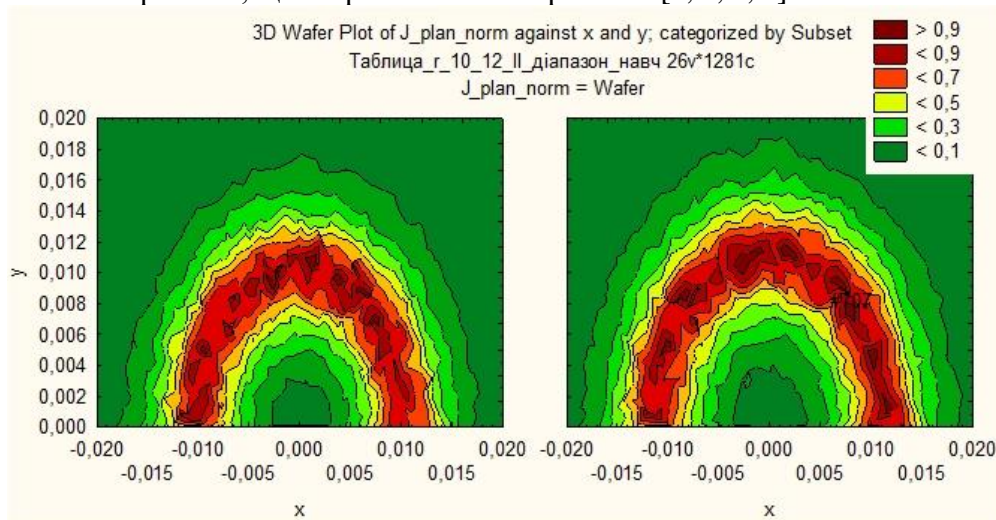 3D Wafer Plot of J_plan_norm against x and y; categorized by Subset
Таблица_r_10_12_II_діапазон_навч 26v*1281c
J_plan_norm = Wafer
> 0,9
< 0,9
< 0,7
< 0,5
< 0,3
< 0,1
0,020
0,018
0,016
0,014
0,012
0,010
0,008
0,006
0,004
0,002
0,000
y
-0,020 -0,010 0,000 0,010 0,020
-0,015 -0,005 0,005 0,015
x
-0,020 -0,010 0,000 0,010 0,020
-0,015 -0,005 0,005 0,015
x